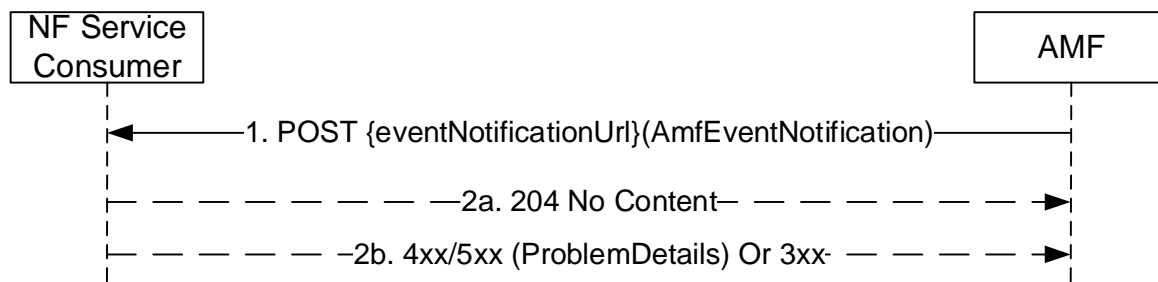 NF Service
Consumer
AMF
1. POST {eventNotificationUrl}(AmfEventNotification)
2a. 204 No Content
2b. 4xx/5xx (ProblemDetails) Or 3xx